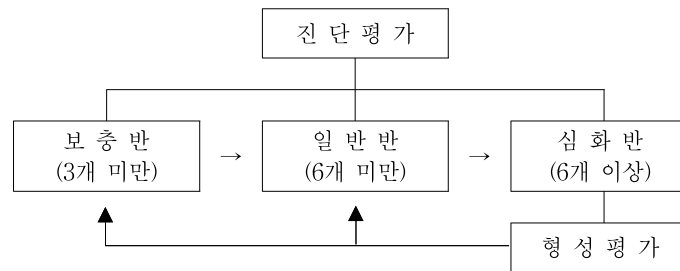 진 단 평 가
보 충 반
(3개 미만)
→
일 반 반
(6개 미만)
→
심 화 반
(6개 이상)
형 성 평 가